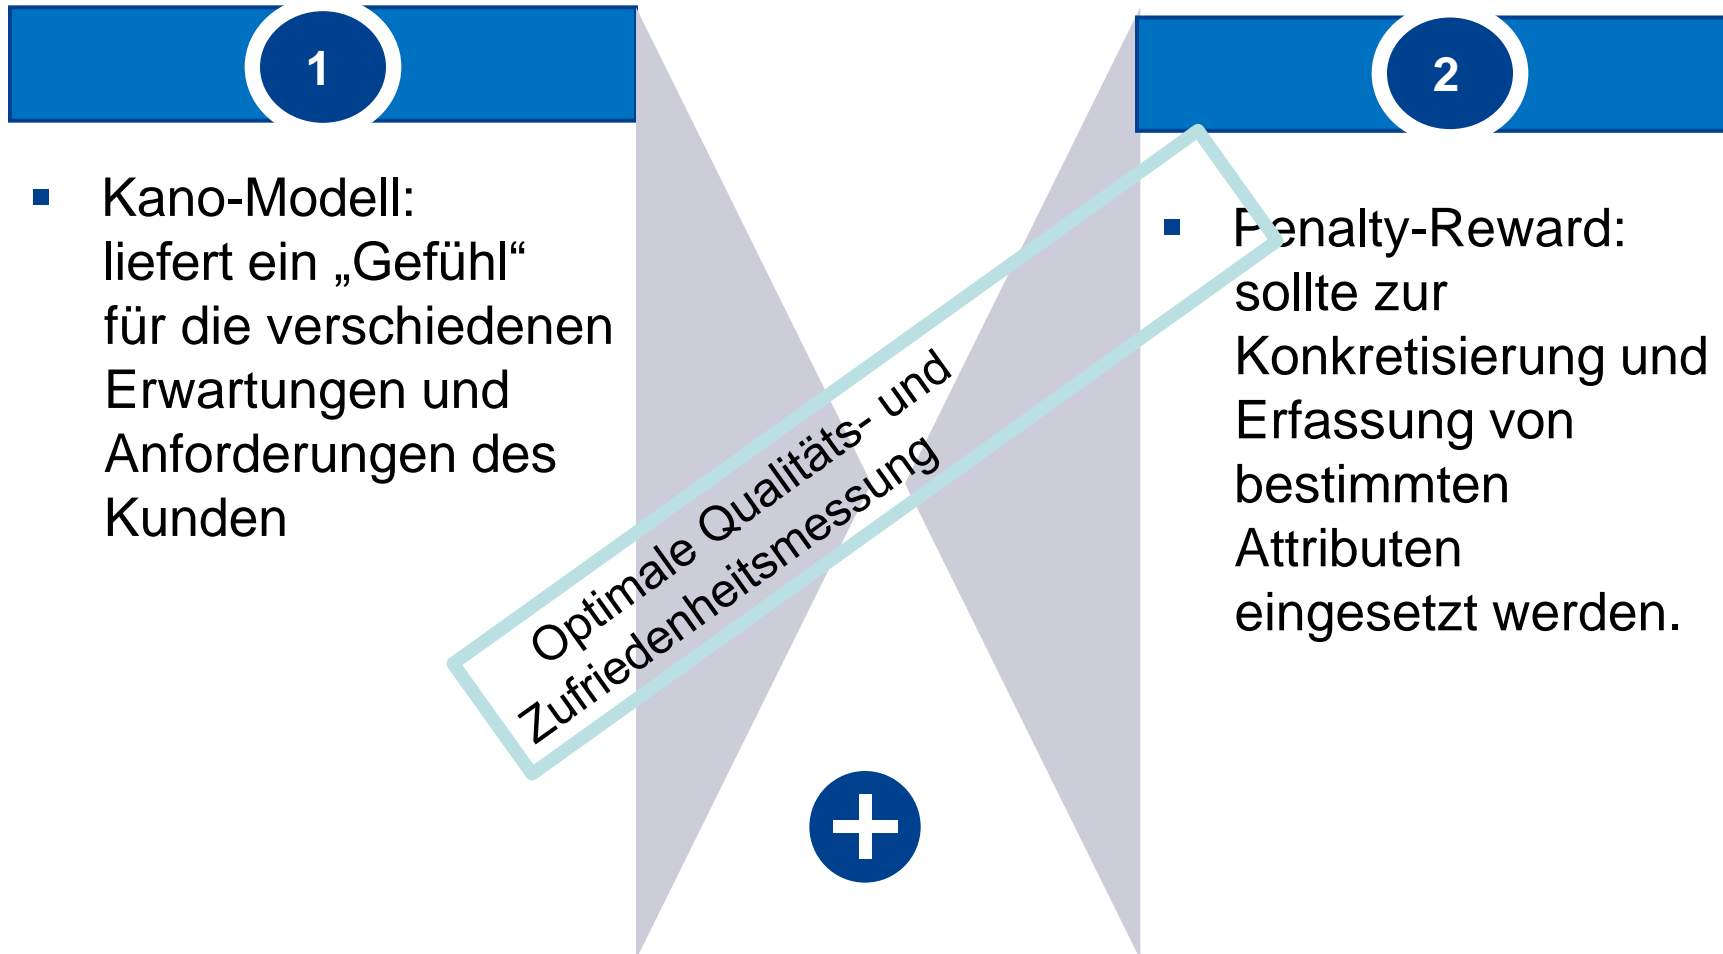 1
Kano-Modell:
liefert ein „Gefühl“
für die verschiedenen
Erwartungen und
Anforderungen des
Kunden
Optimale Qualitäts- und
Zufriedenheitsmessung
2
Penalty-Reward:
sollte zur
Konkretisierung und
Erfassung von
bestimmten
Attributen
eingesetzt werden.